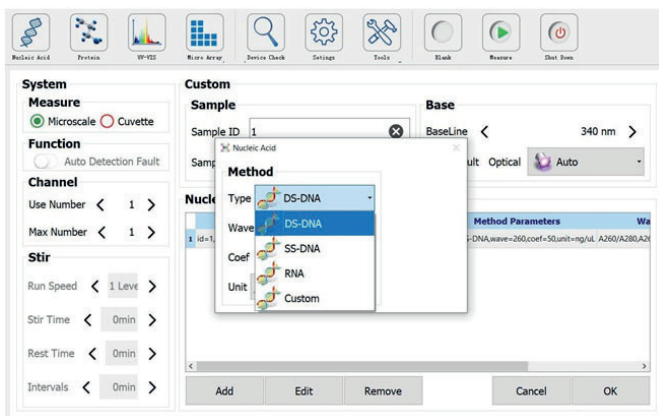 Nucleic Acid Protein UV-VIS Micro Array Device Check Setings Tools Blank Measure Shut Down
System
Measure
Microscale Cuvette
Function
Auto Detection Fault
Channel
Use Number < 1 >
Max Number < 1 >
Stir
Run Speed < 1 Leve >
Stir Time < 0min >
Rest Time < 0min >
Intervals < 0min >
Custom
Sample
Sample ID 1
Samp
Base
BaseLine < 340 nm >
ult Optical Auto
Nucle
Method Parameters Wa
1 id=1, S-DNA,wave=260,coef=50,unit=ng/uL A260/A280,A26
Nucleic Acid
Method
Type DS-DNA
Wave
Coef
Unit
DS-DNA
SS-DNA
RNA
Custom
Add Edit Remove Cancel OK